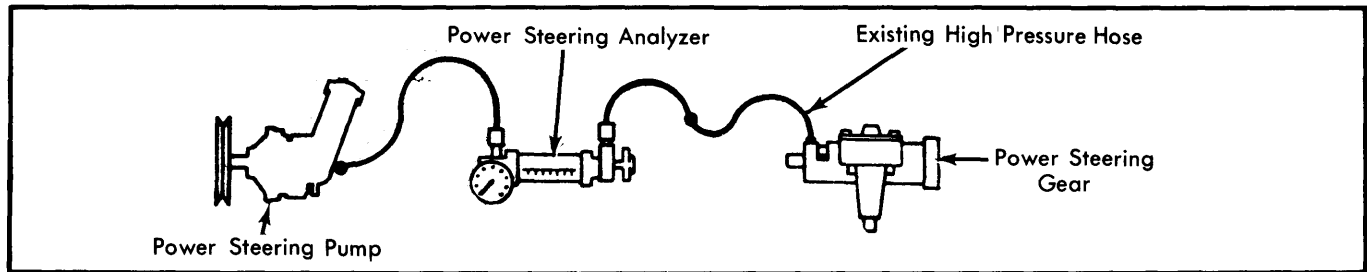 Power Steering Analyzer
Existing High Pressure Hose
Power Steering
Gear
Power Steering Pump